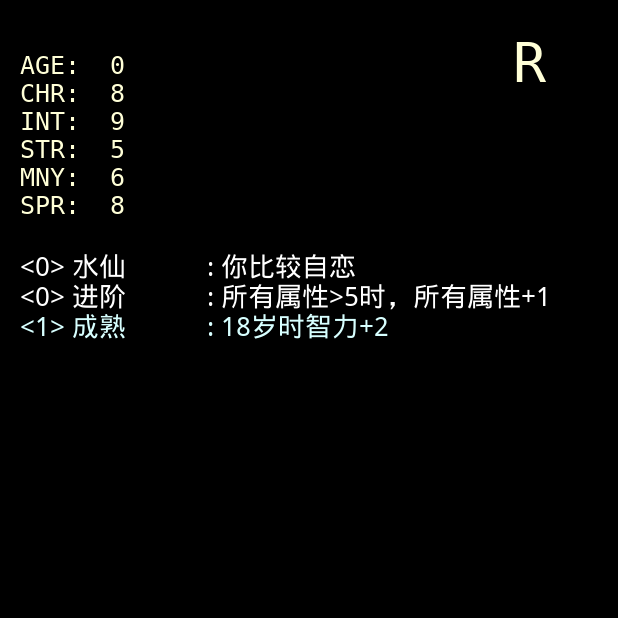 R
AGE: 0
CHR: 8
INT: 9
STR: 5
MNY: 6
SPR: 8
<0> 水仙 : 你比较自恋
<0> 进阶 : 所有属性>5时，所有属性+1
<1> 成熟 : 18岁时智力+2